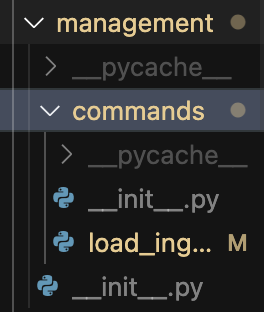 management
__pycache__
commands
__pycache__
__init__.py
load_ing... M
__init__.py